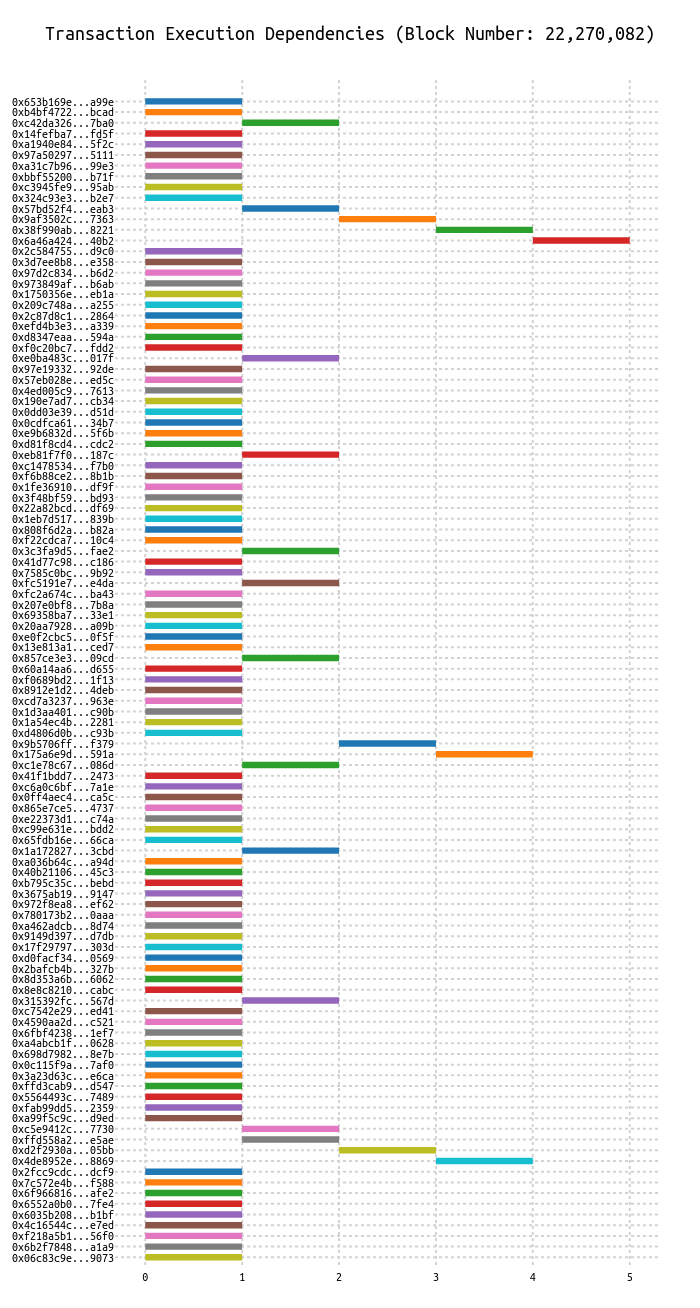 Transaction Execution Dependencies (Block Number: 22,270,082)
0x653b169e...a99e
0xb4bf4722...bcad
0xc42da326...7ba0
0x14fefba7...fd5f
0xa1940e84...5f2c
0x97a50297...5111
0xa31c7b96...99e3
0xbbf55200...b71f
0xc3945fe9...95ab
0x324c93e3...b2e7
0x57bd52f4...eab3
0x9af3502c...7363
0x38f990ab...8221
0x6a46a424...40b2
0x2c584755...d9c0
0x3d7ee8b8...e358
0x97d2c834...b6d2
0x973849af...b6ab
0x1750356e...eb1a
0x209c748a...a255
0x2c87d8c1...2864
0xefd4b3e3...a339
0xd8347eaa...594a
0xf0c20bc7...fdd2
0xe0ba483c...017f
0x97e19332...92de
0x57eb028e...ed5c
0x4ed005c9...7613
0x190e7ad7...cb34
0x0dd03e39...d51d
0x0cdfca61...34b7
0xe9b6832d...5f6b
0xd81f8cd4...cdc2
0xeb81f7f0...187c
0xc1478534...f7b0
0xf6b88ce2...8b1b
0x1fe36910...df9f
0x3f48bf59...bd93
0x22a82bcd...df69
0x1eb7d517...839b
0x808f6d2a...b82a
0xf22cdca7...10c4
0x3c3fa9d5...fae2
0x41d77c98...c186
0x7585c0bc...9b92
0xfc5191e7...e4da
0xfc2a674c...ba43
0x207e0bf8...7b8a
0x69358ba7...33e1
0x20aa7928...a09b
0xe0f2cbc5...0f5f
0x13e813a1...ced7
0x857ce3e3...09cd
0x60a14aa6...d655
0xf0689bd2...1f13
0x8912e1d2...4deb
0xcd7a3237...963e
0x1d3aa401...c90b
0x1a54ec4b...2281
0xd4806d0b...c93b
0x9b5706ff...f379
0x175a6e9d...591a
0xc1e78c67...086d
0x41f1bdd7...2473
0xc6a0c6bf...7a1e
0x0ff4aec4...ca5c
0x865e7ce5...4737
0xe22373d1...c74a
0xc99e631e...bdd2
0x65fdb16e...66ca
0x1a172827...3cbd
0xa036b64c...a94d
0x40b21106...45c3
0xb795c35c...bebd
0x3675ab19...9147
0x972f8ea8...ef62
0x780173b2...0aaa
0xa462adcb...8d74
0x9149d397...d7db
0x17f29797...303d
0xd0facf34...0569
0x2bafcb4b...327b
0x8d353a6b...6062
0x8e8c8210...cabc
0x315392fc...567d
0xc7542e29...ed41
0x4590aa2d...c521
0x6fbf4238...1ef7
0xa4abcb1f...0628
0x698d7982...8e7b
0x0c115f9a...7af0
0x3a23d63c...e6ca
0xffd3cab9...d547
0x5564493c...7489
0xfab99dd5...2359
0xa99f5c9c...d9ed
0xc5e9412c...7730
0xffd558a2...e5ae
0xd2f2930a...05bb
0x4de8952e...8869
0x2fcc9cdc...dcf9
0x7c572e4b...f588
0x6f966816...afe2
0x6552a0b0...7fe4
0x6035b208...b1bf
0x4c16544c...e7ed
0xf218a5b1...56f0
0x6b2f7848...a1a9
0x06c83c9e...9073
0 1 2 3 4 5